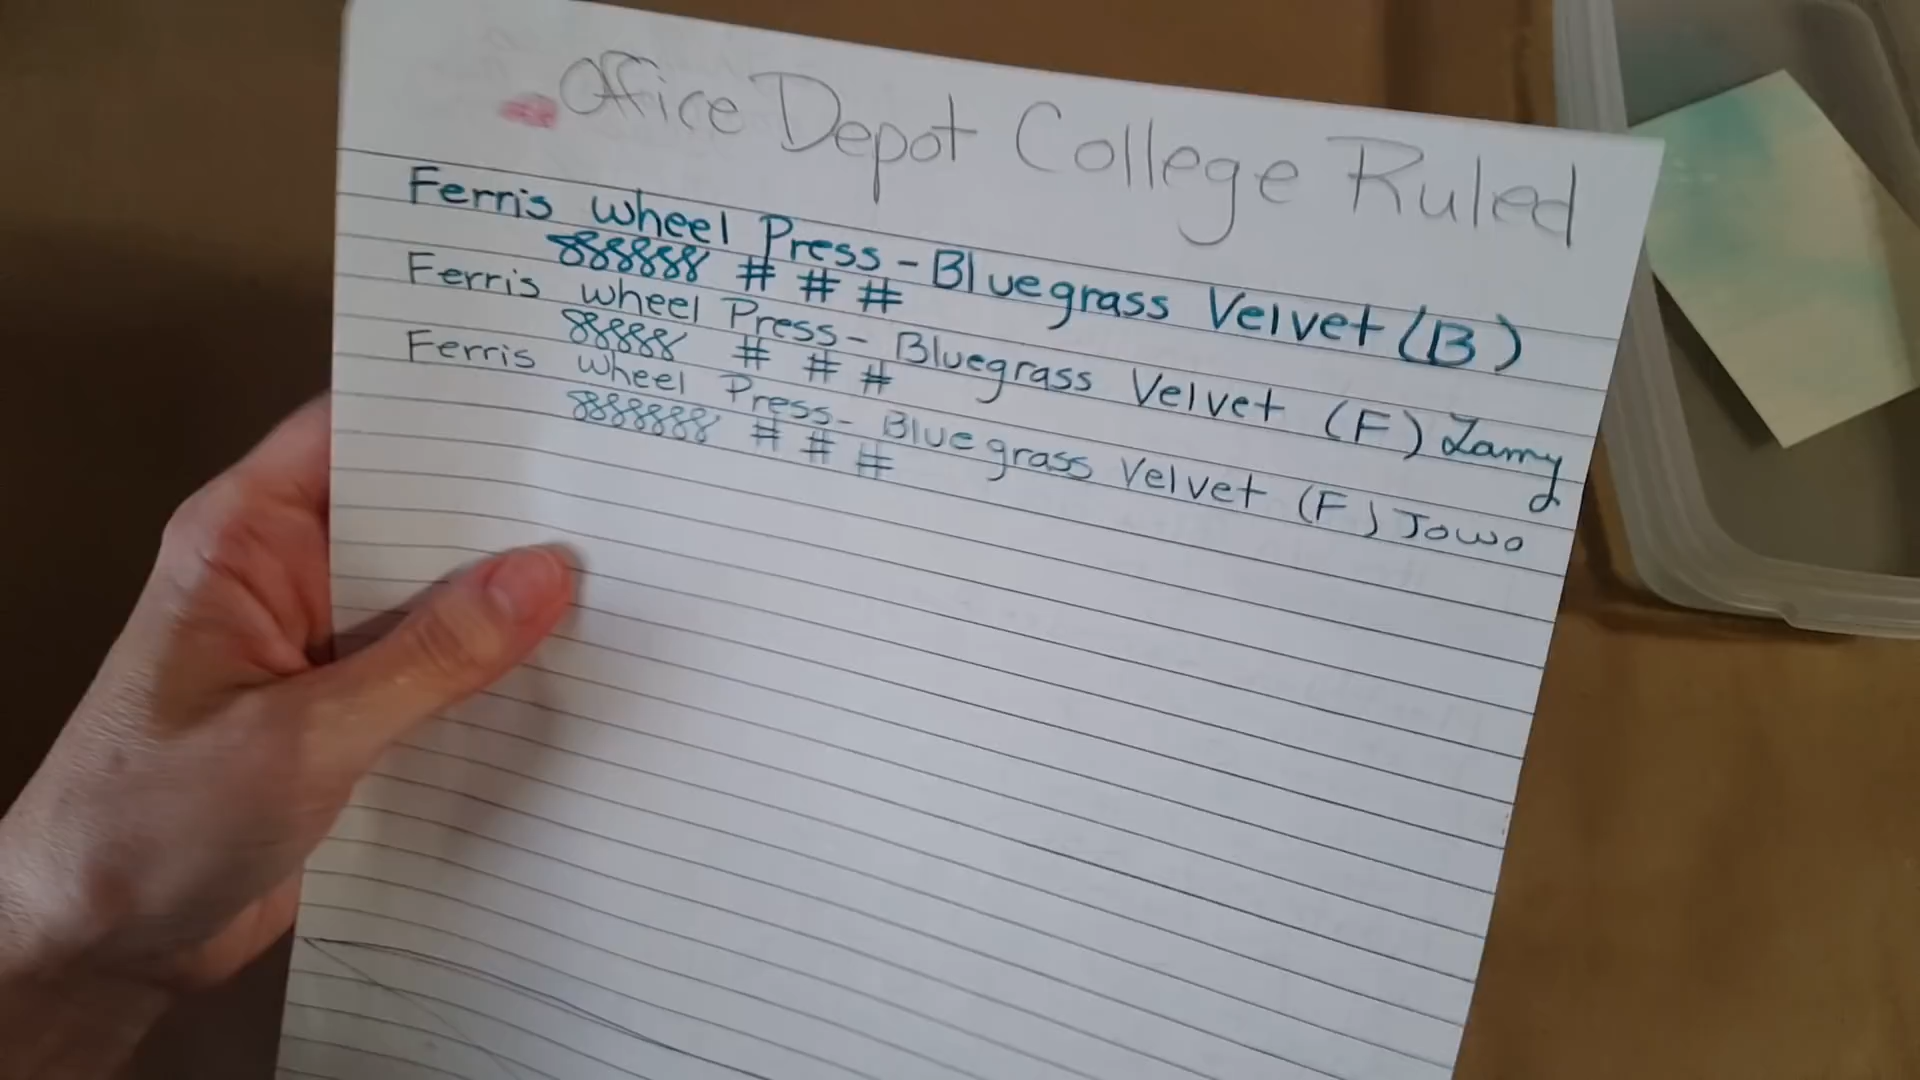 Office Depot College Ruled
Ferris wheel Press - Bluegrass Velvet (B)
888888 # # #
Ferris wheel Press - Bluegrass Velvet (F) Lamy
88888 # # #
Ferris wheel Press - Bluegrass Velvet (F) Jowo
8888888 # # #